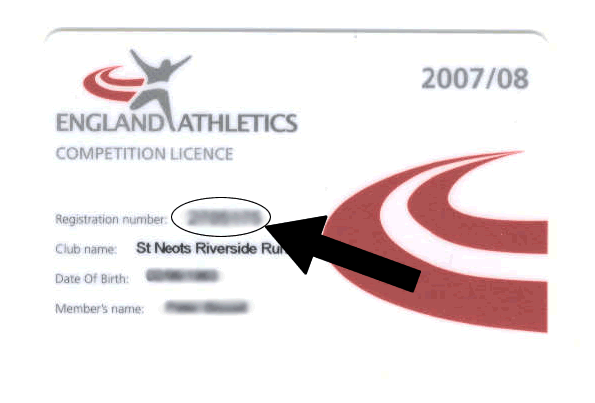 2007/08
ENGLAND ATHLETICS
COMPETITION LICENCE
Registration number:
Club name: St Neots Riverside
Date Of Birth:
Member's name: